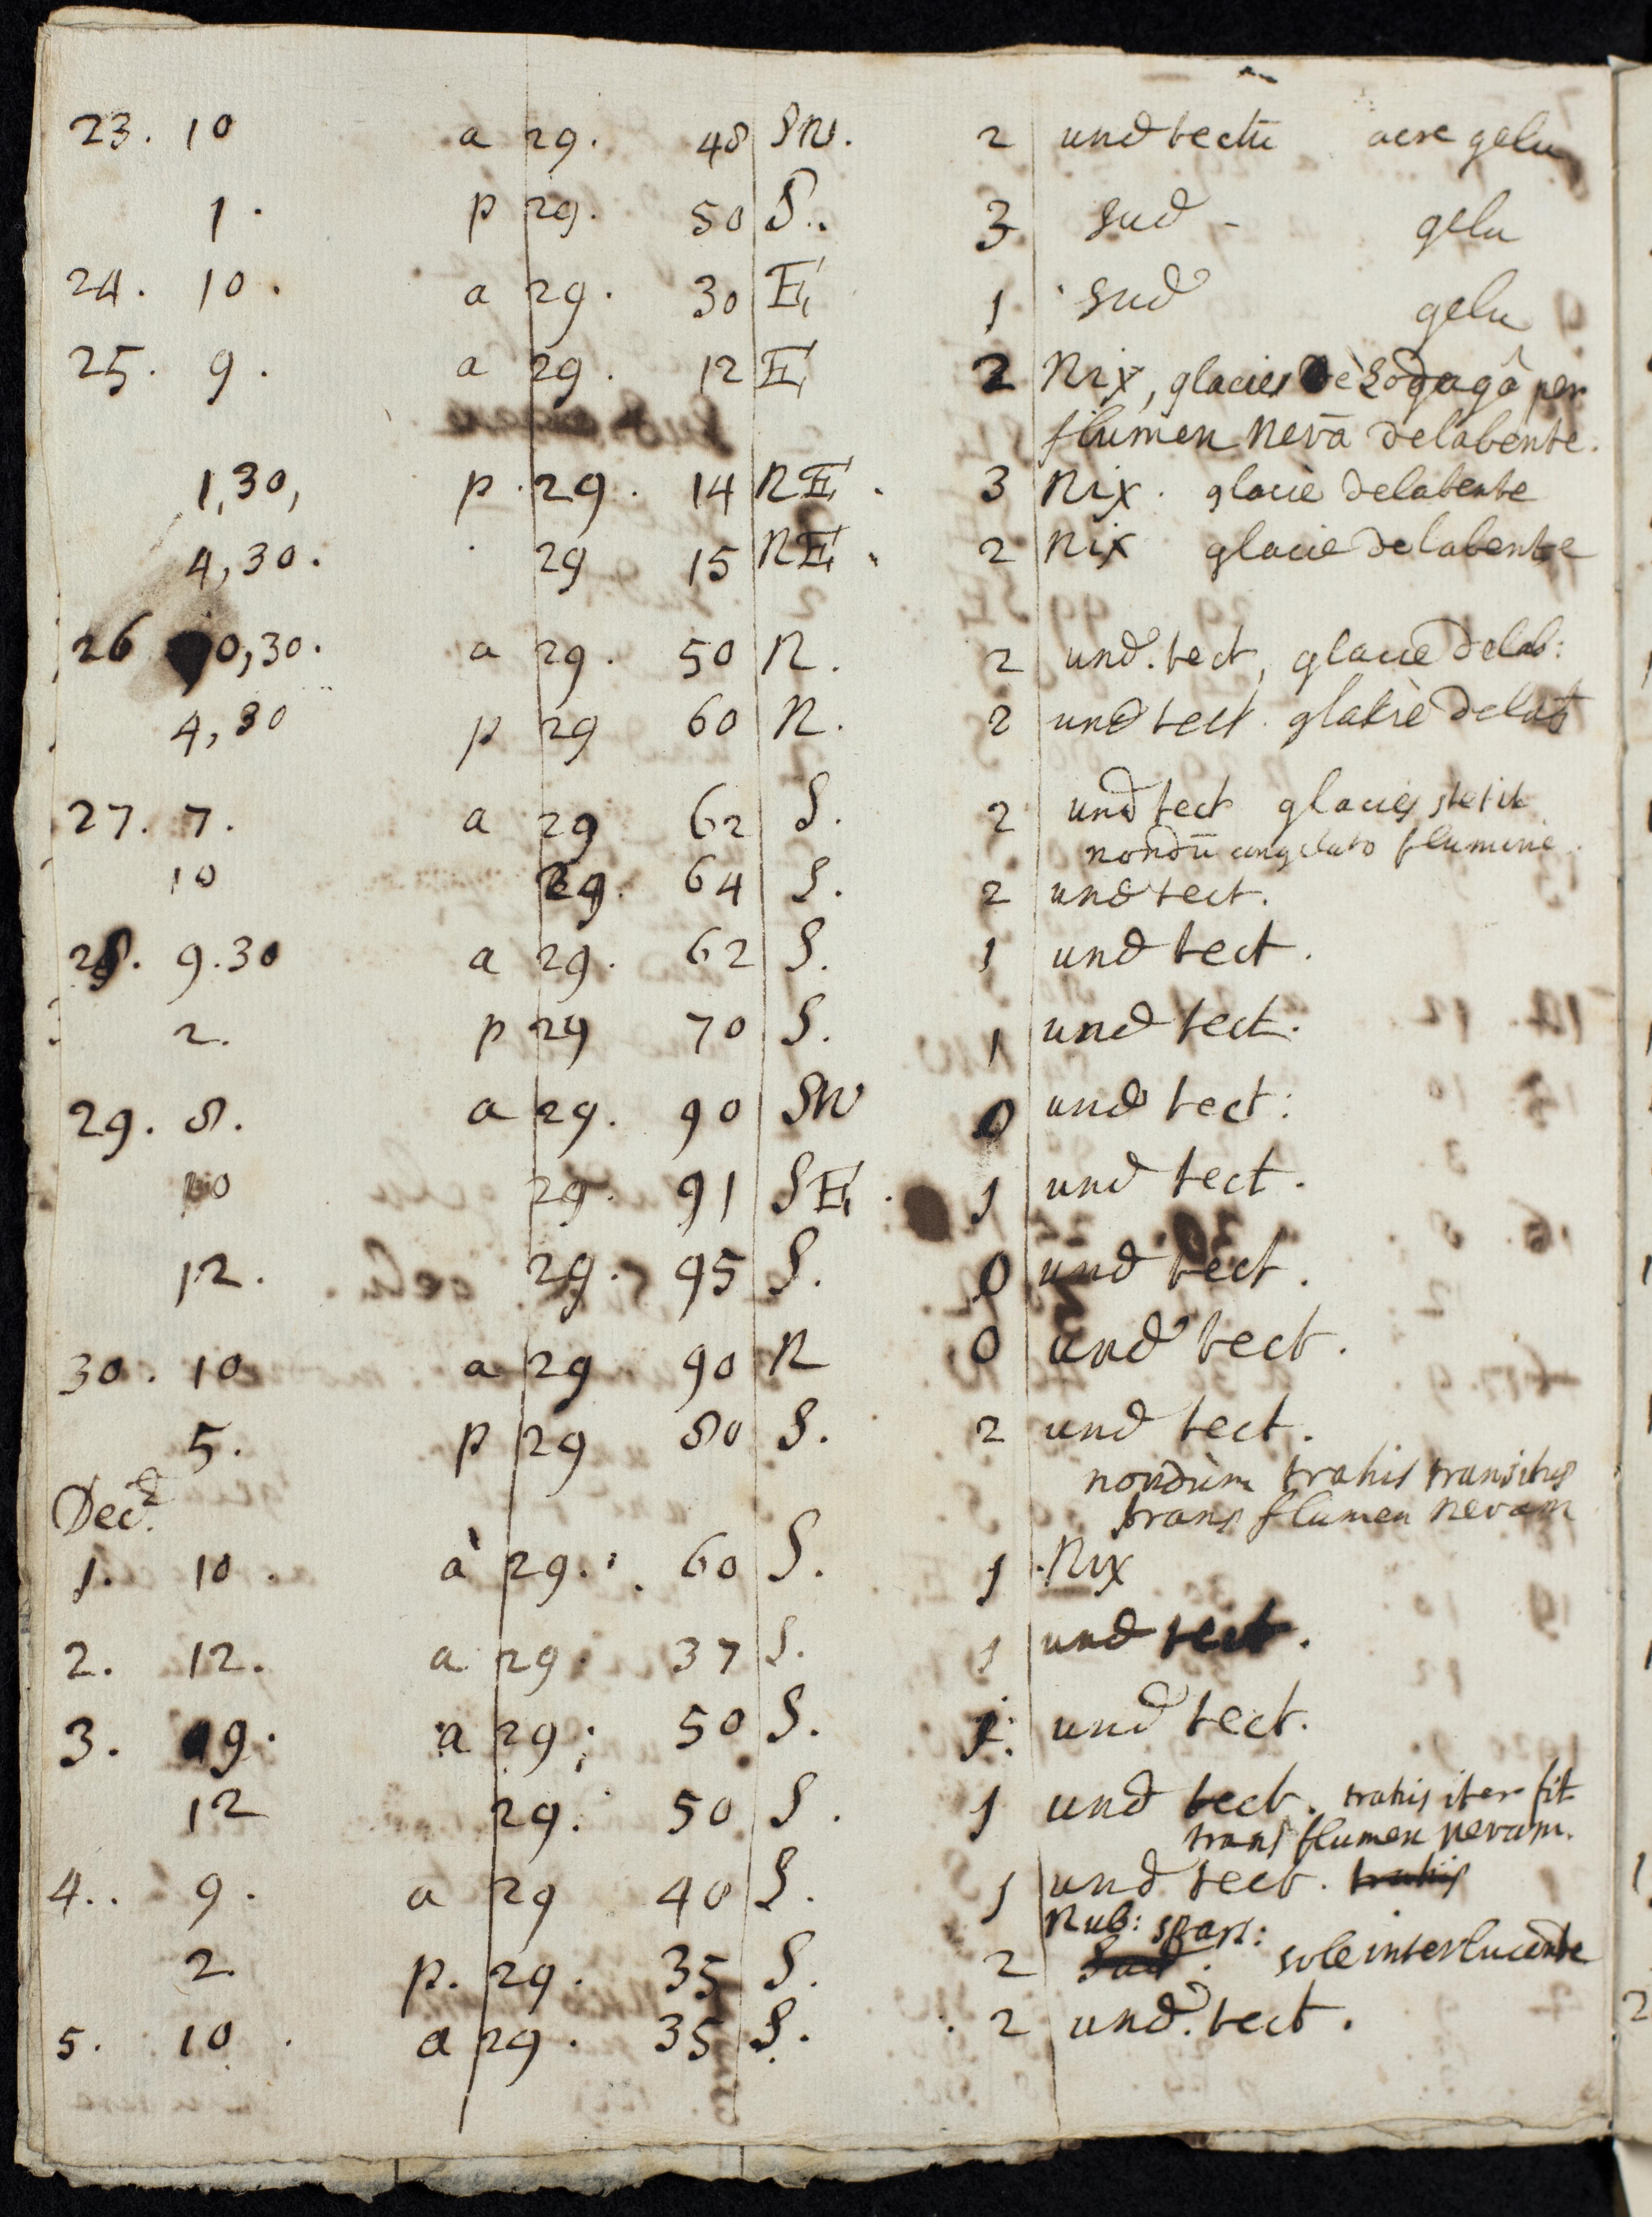 23. 10 a 29. 48 SW. 2 und tectū acre gelu
1. p 29. 50 S.. 3 Sud - gelu
24. 10. a 29. 30 E 1 Sud gelu
25. 9. a 29. 12 E 2 Nix, glacies è per
flumen Nevā delabente.
1,30, p. 29. 14 NE. 3 Nix. glacie delabente
4,30. 29 15 NE. 2 Nix glacie delabente
26 10,30. a 29. 50 N. 2 und. tect, glacie delab:
4,30 p 29 60 N. 2 und tect. glacie delab
27. 7. a 29 62 S. 2 und tect glacies stetit
nondū congelato flumine.
10 29. 64 S. 2 und tect.
28. 9.30 a 29. 62 S. 1 und tect.
2. p 29 70 S. 1 und tect.
29. 8. a 29. 90 SW 0 und tect:
10 29. 91 SE. 1 und tect.
12. 29. 95 S. 0 und tect.
30. 10 a 29 90 N 0 und tect.
5. p 29 80 S. 2 und tect.
nondum trahis transitus
trans flumen Nevam
Dec.
1. 10. à 29. 60 S. 1 Nix
2. 12. a 29. 37 S. 1 und tect.
3. 9. a 29: 50 S. 1: und tect.
12 29. 50 S. 1 und tect. trahis iter fit
trans flumen Nevam.
4.. 9. a 29 40 S. 1 und tect. trahis
Nub: spars:
2. p. 29. 35 S. 2 Sud. sole interlucente
5. 10. a 29. 35 S. 2 und. tect.